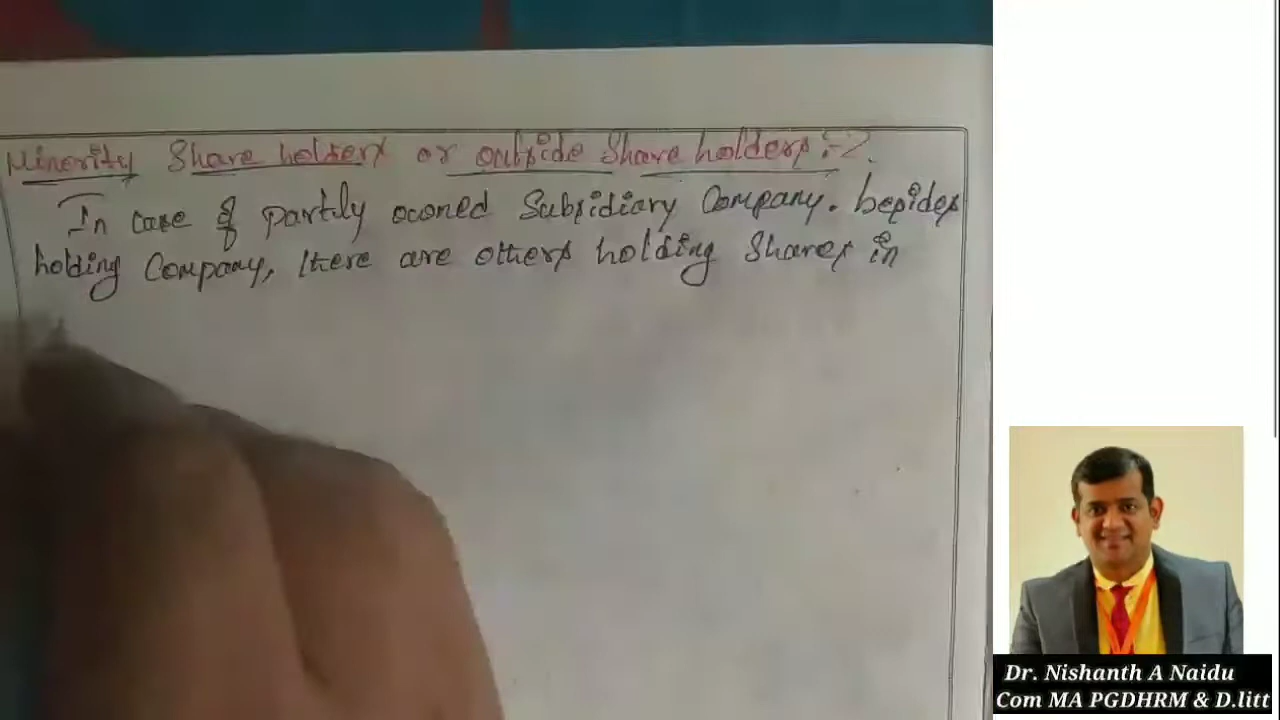 Minority Share holders or outside Share holders :-
In case of partily owned Subsidiary Company. besides
holding Company, there are others holding Shares in
Dr. Nishanth A Naidu
Com MA PGDHRM & D.litt